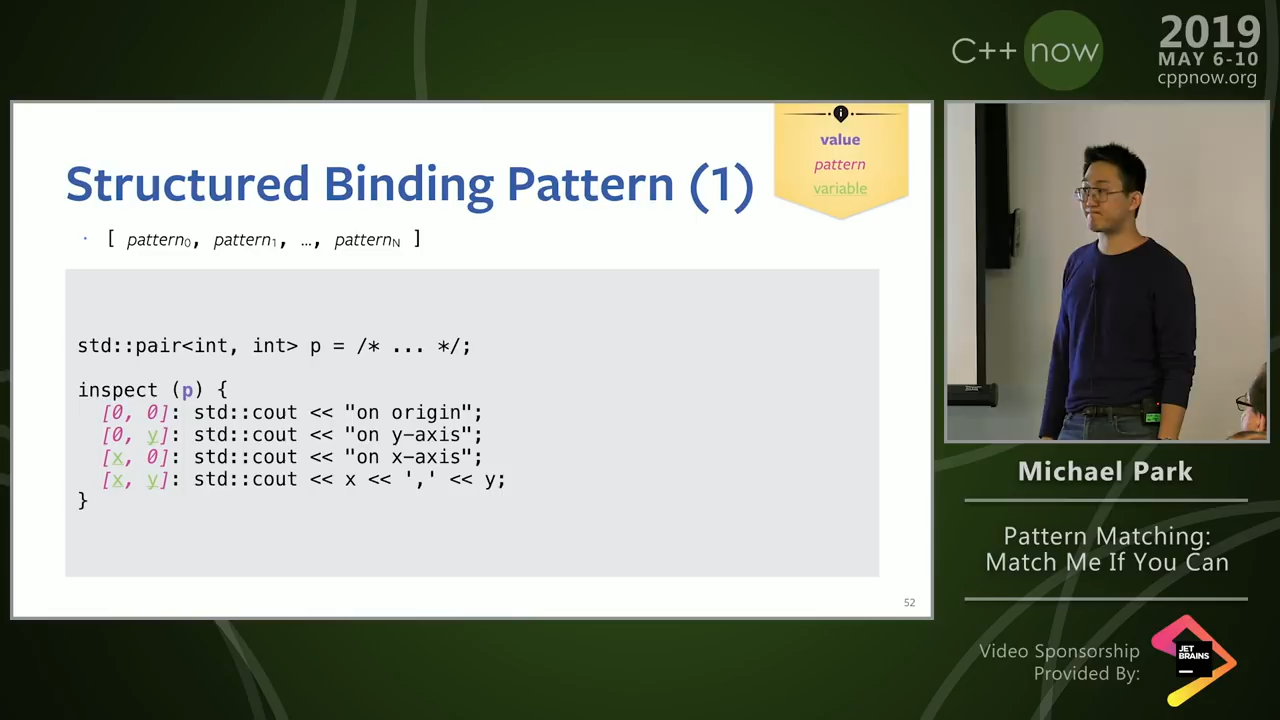 C++ now
2019
MAY 6-10
cppnow.org
value
pattern
variable
Structured Binding Pattern (1)
· [ pattern₀, pattern₁, …, patternN ]
std::pair<int, int> p = /* ... */;
inspect (p) {
[0, 0]: std::cout << "on origin";
[0, y]: std::cout << "on y-axis";
[x, 0]: std::cout << "on x-axis";
[x, y]: std::cout << x << ',' << y;
}
52
Michael Park
Pattern Matching:
Match Me If You Can
Video Sponsorship
Provided By:
JET
BRAINS